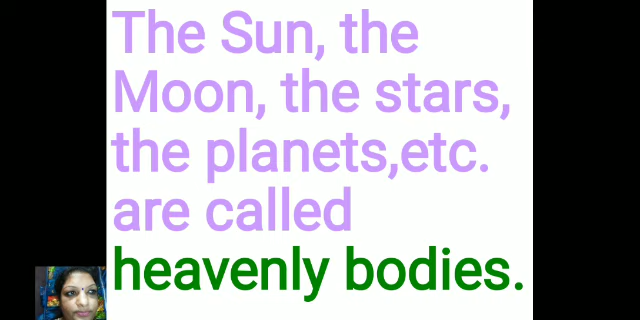 The Sun, the
Moon, the stars,
the planets,etc.
are called
heavenly bodies.